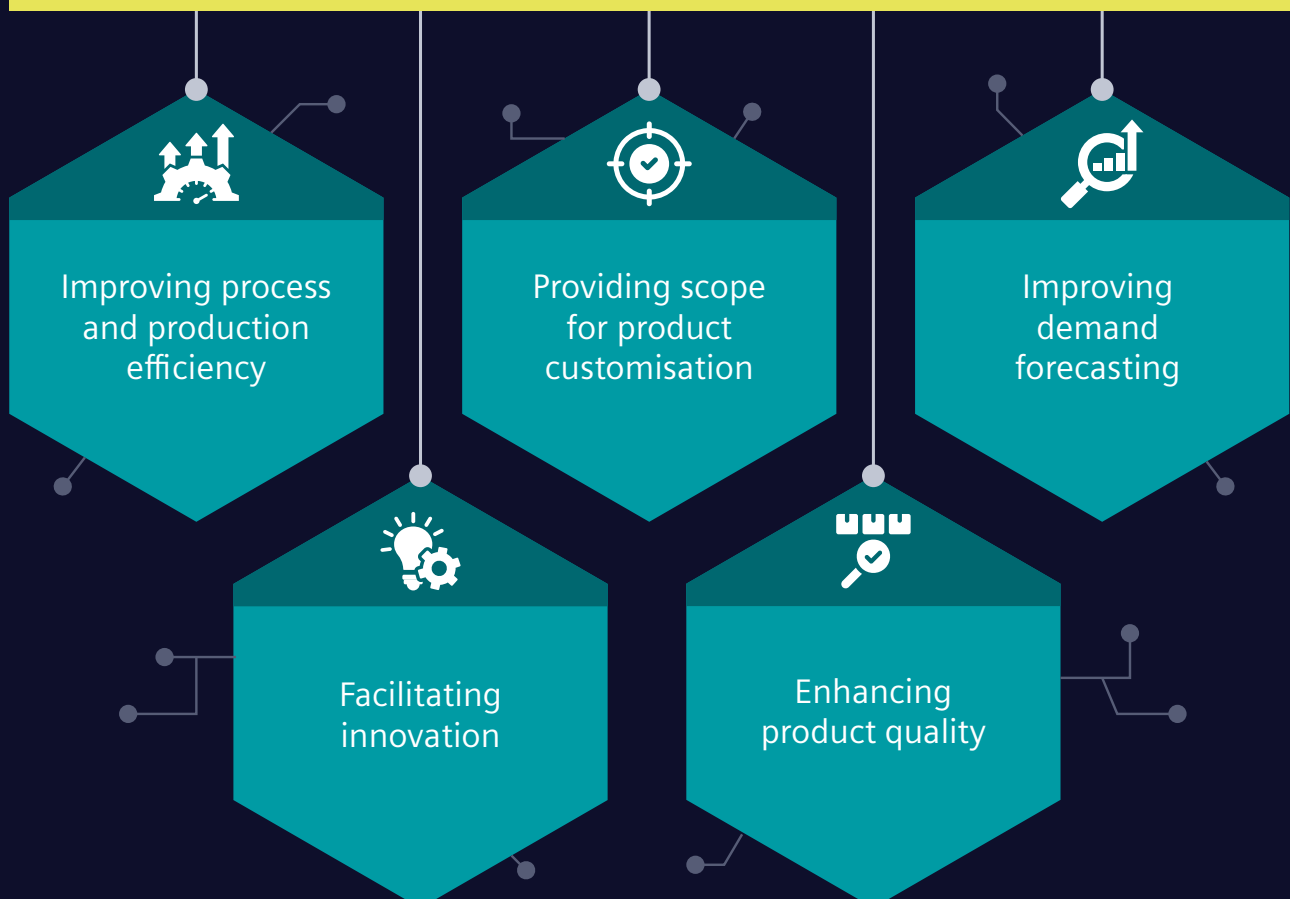 Improving process
and production
efficiency
Providing scope
for product
customisation
Improving
demand
forecasting
Facilitating
innovation
Enhancing
product quality